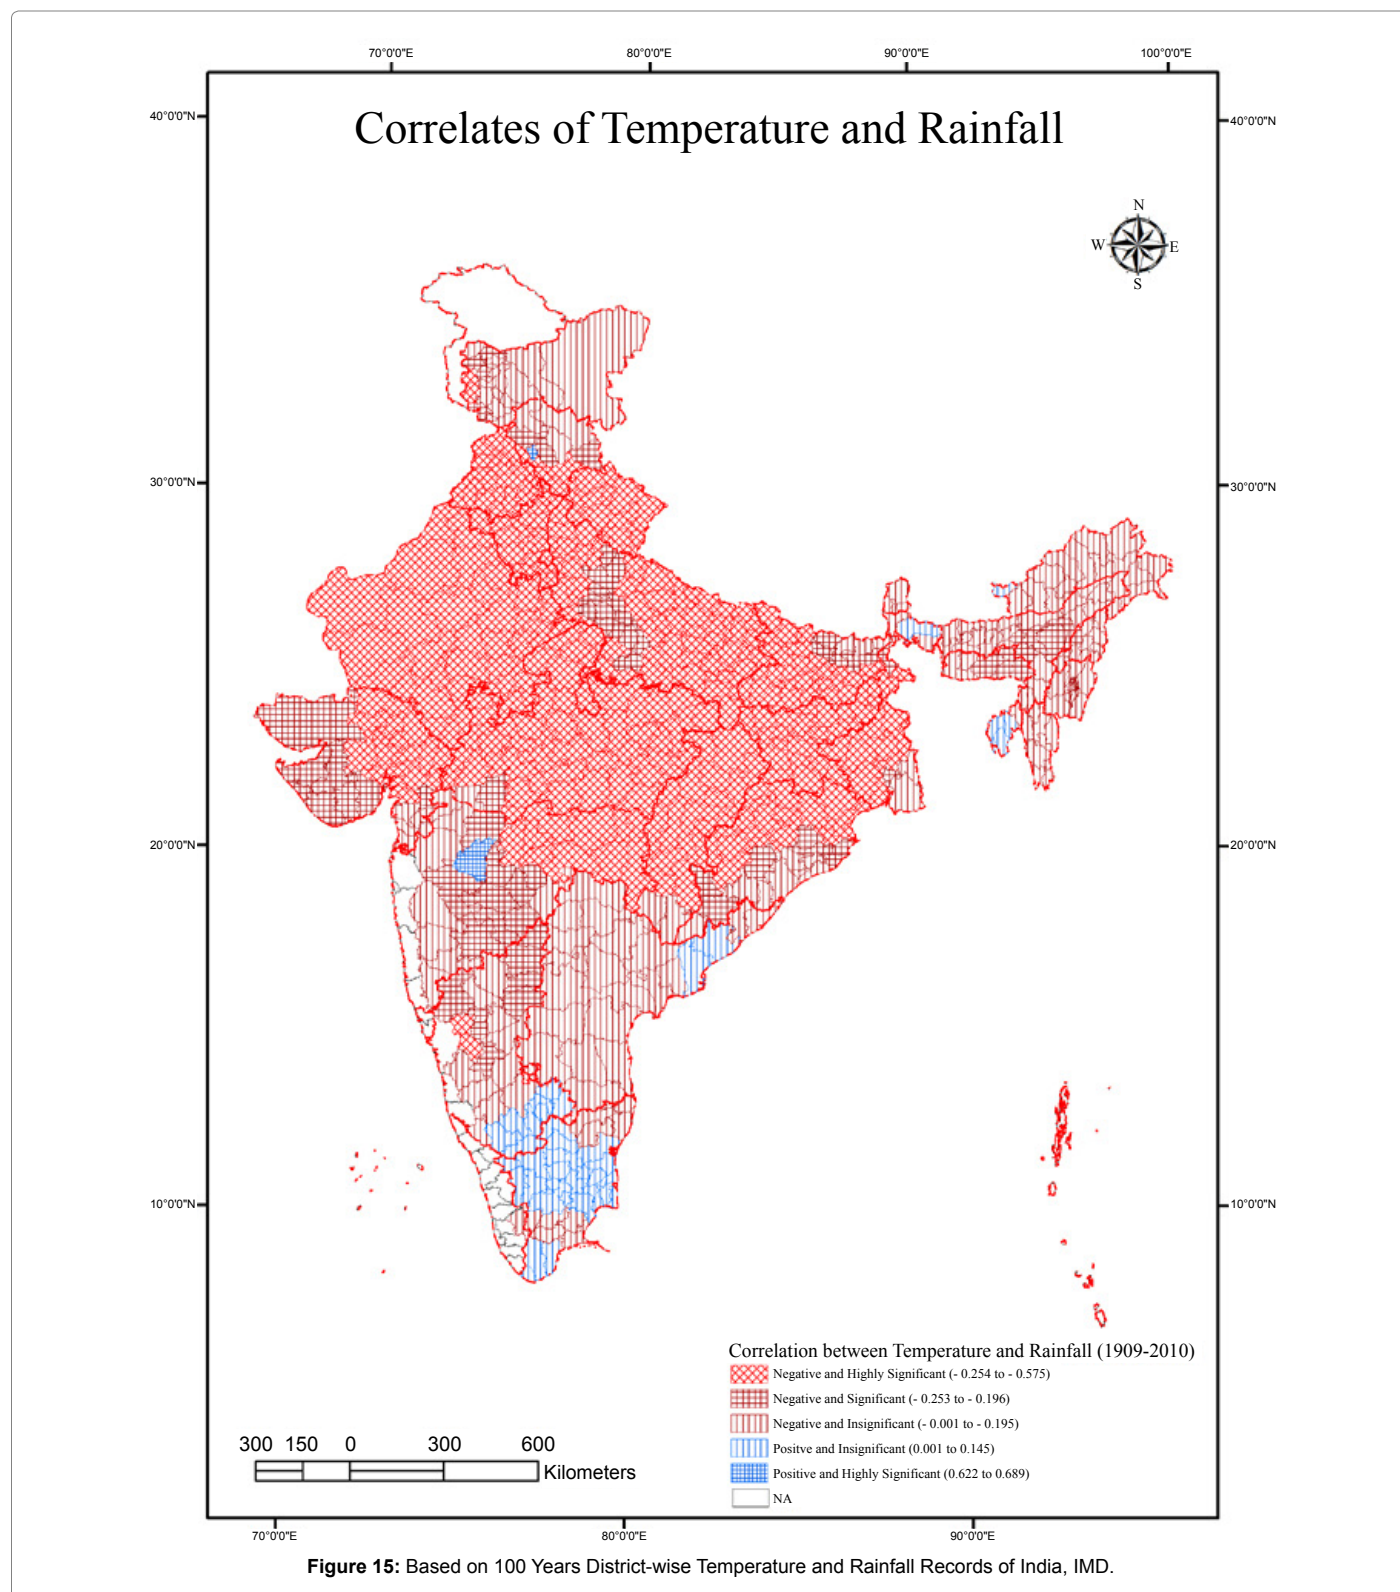 70°0'0"E 80°0'0"E 90°0'0"E 100°0'0"E
40°0'0"N
40°0'0"N
Correlates of Temperature and Rainfall
N
W E
S
30°0'0"N
30°0'0"N
20°0'0"N
20°0'0"N
10°0'0"N
10°0'0"N
Correlation between Temperature and Rainfall (1909-2010)
Negative and Highly Significant (- 0.254 to - 0.575)
Negative and Significant (- 0.253 to - 0.196)
Negative and Insignificant (- 0.001 to - 0.195)
Positve and Insignificant (0.001 to 0.145)
Positive and Highly Significant (0.622 to 0.689)
NA
300 150 0 300 600
Kilometers
70°0'0"E 80°0'0"E 90°0'0"E
Figure 15: Based on 100 Years District-wise Temperature and Rainfall Records of India, IMD.